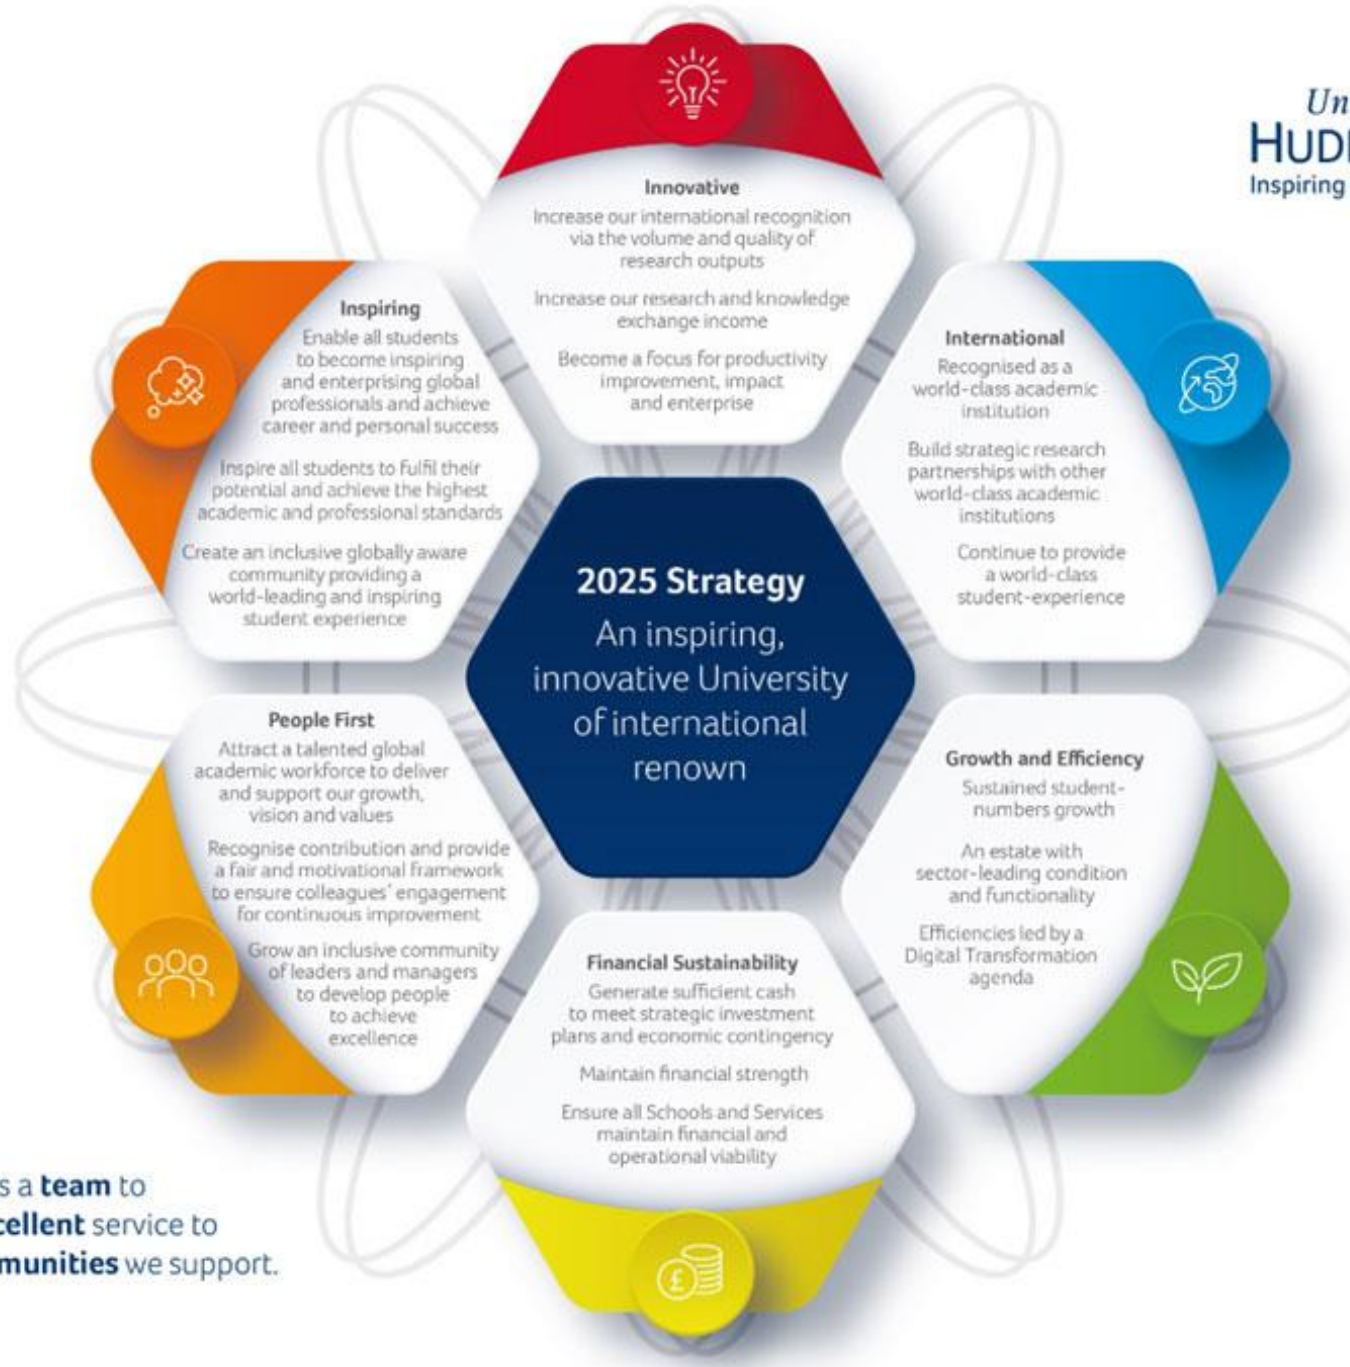 Un
HUD
Inspiring
Innovative
Increase our international recognition
via the volume and quality of
research outputs
Increase our research and knowledge
exchange income
Become a focus for productivity
improvement, impact
and enterprise
Inspiring
Enable all students
to become inspiring
and enterprising global
professionals and achieve
career and personal success
Inspire all students to fulfil their
potential and achieve the highest
academic and professional standards
Create an inclusive globally aware
community providing a
world-leading and inspiring
student experience
International
Recognised as a
world-class academic
institution
Build strategic research
partnerships with other
world-class academic
institutions
Continue to provide
a world-class
student-experience
2025 Strategy
An inspiring,
innovative University
of international
renown
People First
Attract a talented global
academic workforce to deliver
and support our growth,
vision and values
Recognise contribution and provide
a fair and motivational framework
to ensure colleagues' engagement
for continuous improvement
Grow an inclusive community
of leaders and managers
to develop people
to achieve
excellence
Growth and Efficiency
Sustained student-
numbers growth
An estate with
sector-leading condition
and functionality
Efficiencies led by a
Digital Transformation
agenda
Financial Sustainability
Generate sufficient cash
to meet strategic investment
plans and economic contingency
Maintain financial strength
Ensure all Schools and Services
maintain financial and
operational viability
£
s a team to
cellent service to
munities we support.